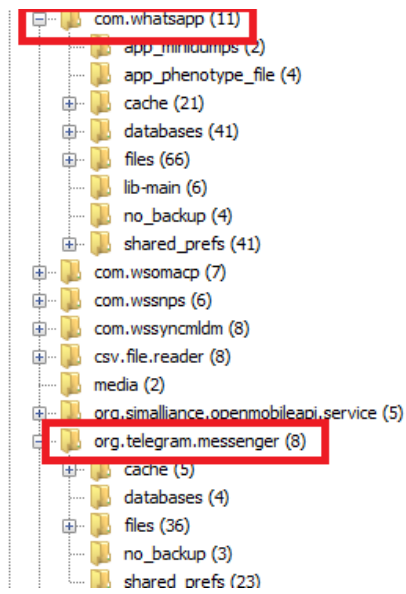 com.whatsapp (11)
app_minidumps (2)
app_phenotype_file (4)
cache (21)
databases (41)
files (66)
lib-main (6)
no_backup (4)
shared_prefs (41)
com.wsomacp (7)
com.wssnps (6)
com.wssyncmldm (8)
csv.file.reader (8)
media (2)
org.simalliance.openmobileapi.service (5)
org.telegram.messenger (8)
cache (5)
databases (4)
files (36)
no_backup (3)
shared_prefs (23)